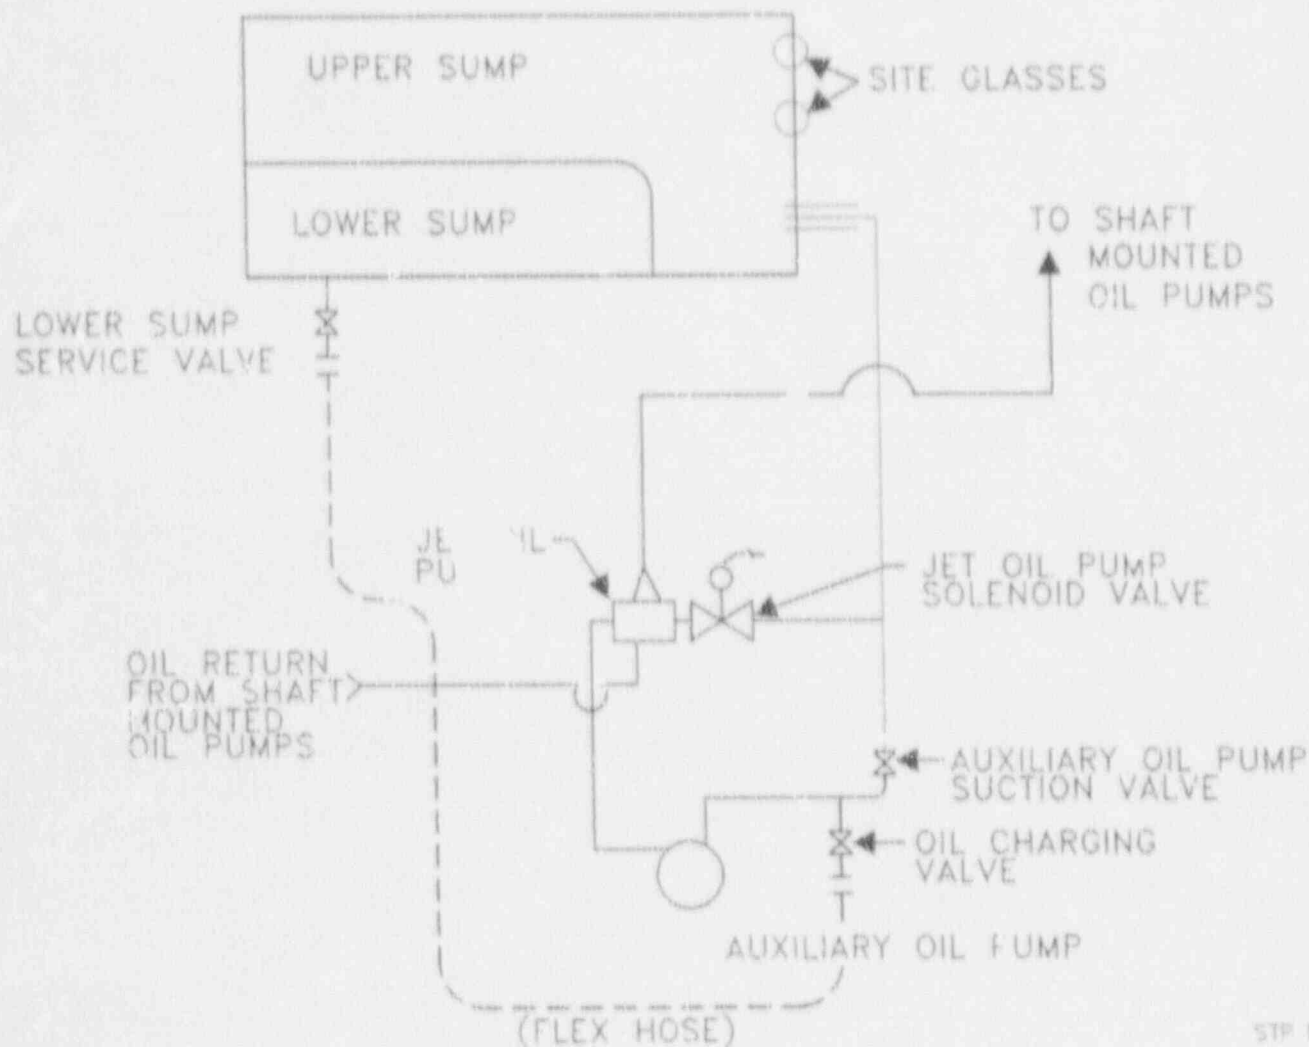 UPPER SUMP
SITE GLASSES
LOWER SUMP
TO SHAFT
MOUNTED
OIL PUMPS
LOWER SUMP
SERVICE VALVE
JET OIL PUMP
SOLENOID VALVE
OIL RETURN
FROM SHAFT
MOUNTED
OIL PUMPS
AUXILIARY OIL PUMP
SUCTION VALVE
OIL CHARGING
VALVE
AUXILIARY OIL PUMP
(FLEX HOSE)
STP